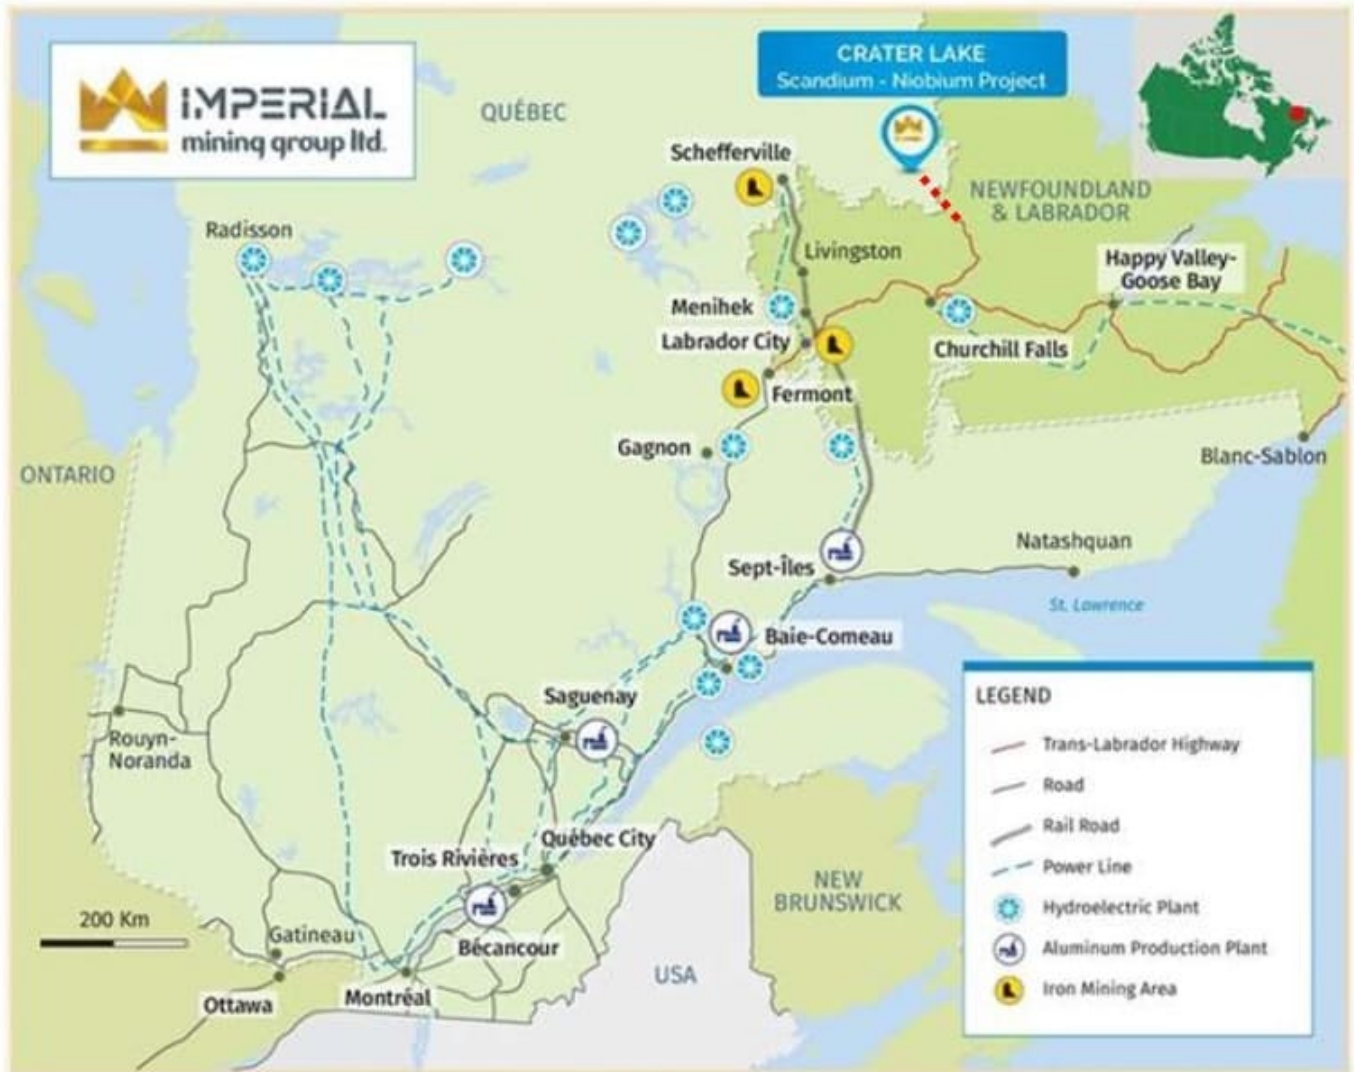 IMPERIAL
mining group ltd.
CRATER LAKE
Scandium - Niobium Project
QUÉBEC
Schefferville
NEWFOUNDLAND
& LABRADOR
Radisson
Livingston
Happy Valley-
Goose Bay
Menihek
Labrador City
Churchill Falls
Fermont
Gagnon
Blanc-Sablon
ONTARIO
Natashquan
Sept-Îles
St. Lawrence
Baie-Comeau
Saguenay
Rouyn-
Noranda
LEGEND
Trans-Labrador Highway
Road
Rail Road
Power Line
Hydroelectric Plant
Aluminum Production Plant
Iron Mining Area
Québec City
Trois Rivières
NEW
BRUNSWICK
200 Km
Gatineau
Bécancour
USA
Ottawa
Montréal